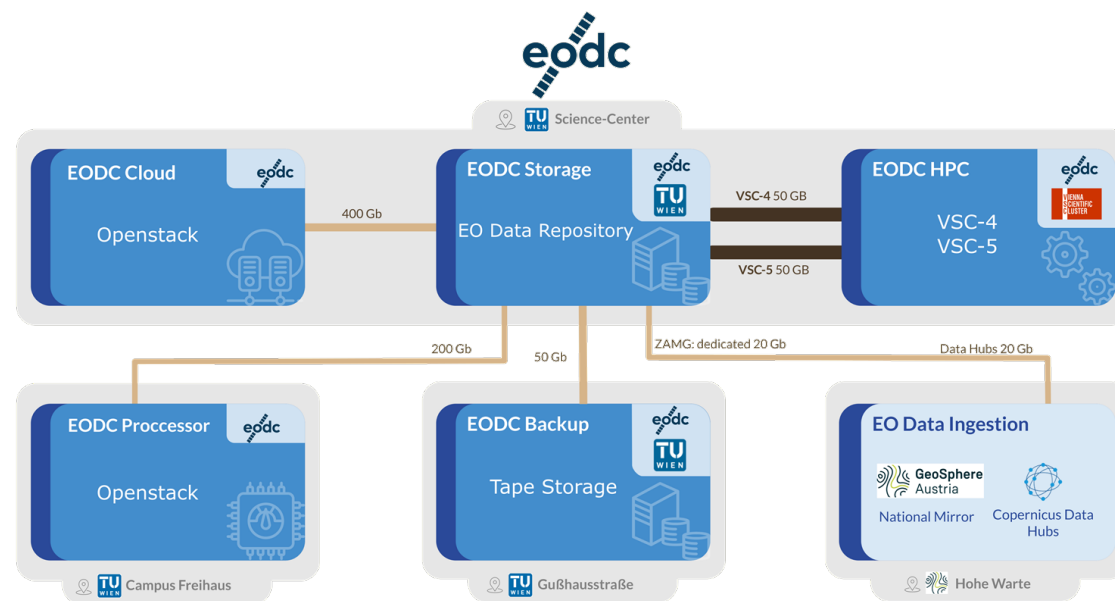 eodc
TU WIEN Science-Center
EODC Cloud
eodc
Openstack
400 Gb
EODC Storage
eodc
TU WIEN
EO Data Repository
VSC-4 50 GB
VSC-5 50 GB
EODC HPC
eodc
VIENNA SCIENTIFIC CLUSTER
VSC-4
VSC-5
200 Gb
50 Gb
ZAMG: dedicated 20 Gb
Data Hubs 20 Gb
EODC Proccessor
eodc
Openstack
TU WIEN Campus Freihaus
EODC Backup
eodc
TU WIEN
Tape Storage
TU WIEN Gußhausstraße
EO Data Ingestion
GeoSphere
Austria
National Mirror
Copernicus Data
Hubs
Hohe Warte